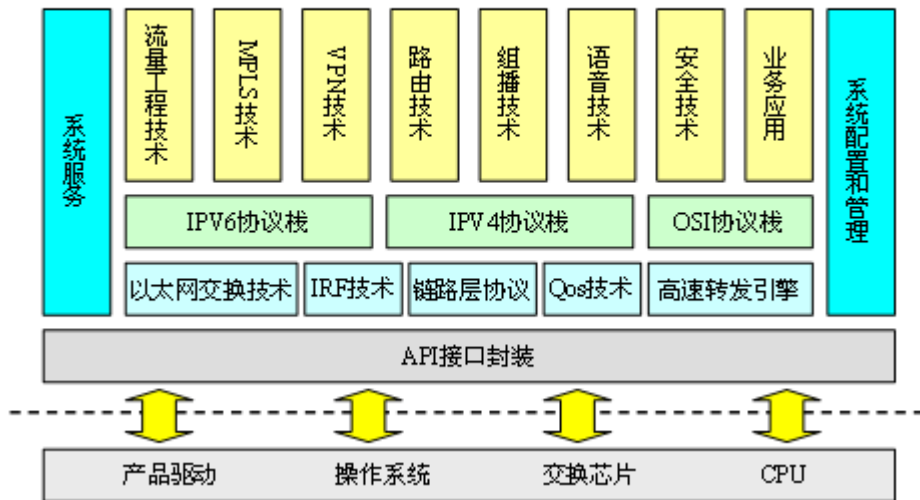 系统服务
流量工程技术
MPLS技术
VPN技术
路由技术
组播技术
语音技术
安全技术
业务应用
系统配置和管理
IPV6协议栈
IPV4协议栈
OSI协议栈
以太网交换技术
IRF技术
链路层协议
Qos技术
高速转发引擎
API接口封装
产品驱动
操作系统
交换芯片
CPU